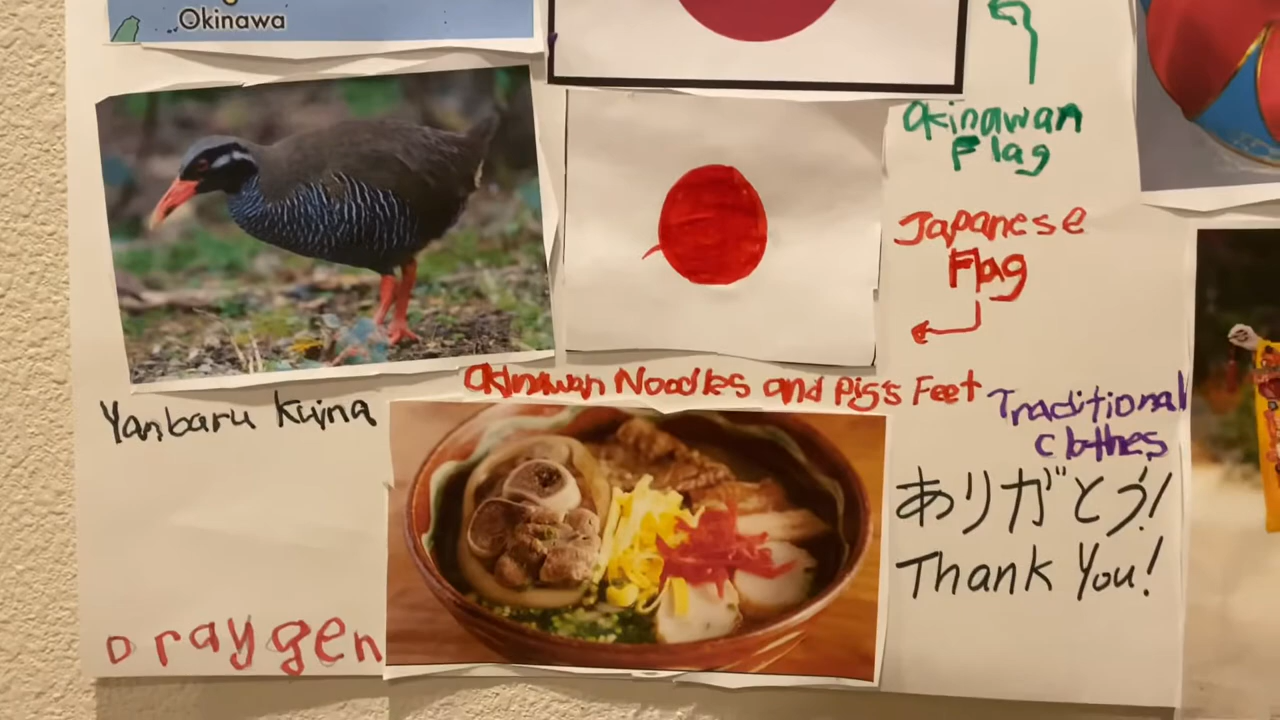 Okinawa
Okinawan
Flag
Japanese
Flag
Okinawan Noodles and Pig's Feet
Yanbaru Kuina
Traditional
Clothes
ありがとう!
Thank You!
Draygen